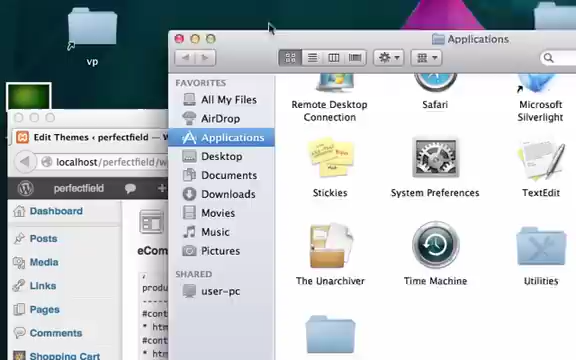 vp
Applications
FAVORITES
All My Files
AirDrop
Applications
Desktop
Documents
Downloads
Movies
Music
Pictures
SHARED
user-pc
Remote Desktop
Connection
Safari
Microsoft
Silverlight
Stickies
System Preferences
TextEdit
The Unarchiver
Time Machine
Utilities
Edit Themes ‹ perfectfield — W
localhost/perfectfield/w
perfectfield
Dashboard
Posts
Media
Links
Pages
Comments
Shopping Cart
eCom
/
produ
#cont
* htm
#cont
* htm